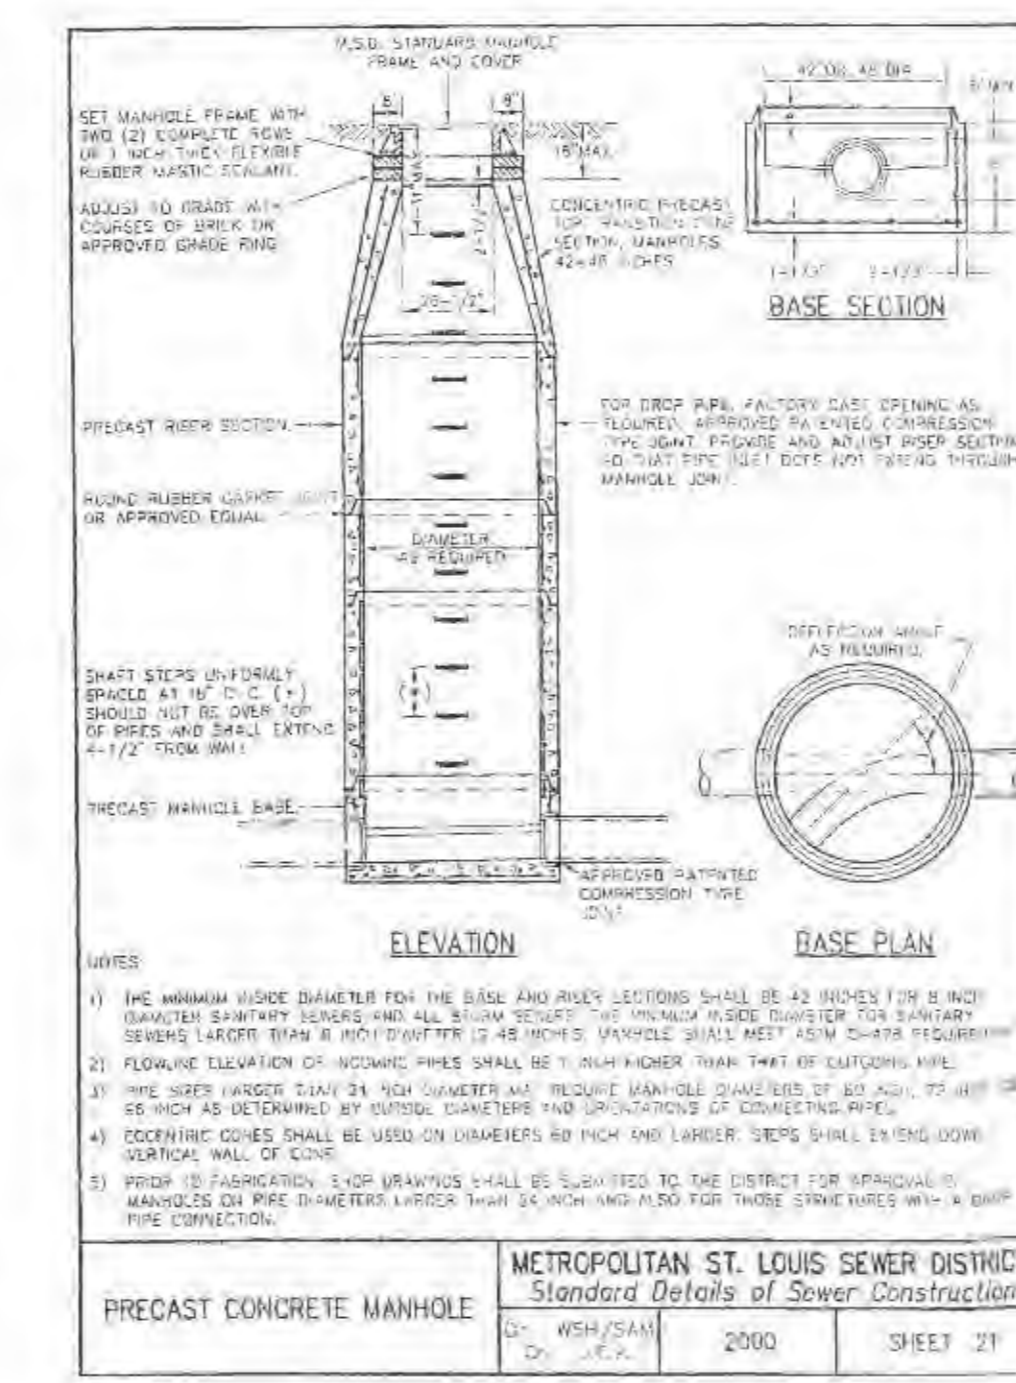 M.S.D. STANDARD MANHOLE
FRAME AND COVER
8"
8"
SET MANHOLE FRAME WITH
TWO (2) COMPLETE ROWS
OF 1 INCH THICK FLEXIBLE
RUBBER MASTIC SEALANT.
18" MAX.
ADJUST TO GRADE WITH
COURSES OF BRICK OR
APPROVED GRADE RING
CONCENTRIC PRECAST
SECTION, MANHOLES
42-48 INCHES
42 OR 48 DIA
BASE SECTION
PRECAST RISER SECTION.
FOR DROP PIPE, FACTORY CAST OPENING AS
REQUIRED. APPROVED PATENTED COMPRESSION
TYPE JOINT. PROVIDE AND ADJUST RISER SECTION
SO THAT PIPE INLET DOES NOT EXTEND THROUGH
MANHOLE JOINT.
ROUND RUBBER GASKET JOINT
OR APPROVED EQUAL
DIAMETER
AS REQUIRED
DEFLECTION ANGLE
AS REQUIRED.
SHAFT STEPS UNIFORMLY
SPACED AT 16" C.C. (*)
SHOULD NOT BE OVER TOP
OF PIPES AND SHALL EXTEND
4-1/2" FROM WALL
(*)
PRECAST MANHOLE BASE.
APPROVED PATENTED
COMPRESSION TYPE
JOINT
ELEVATION
BASE PLAN
NOTES
1) THE MINIMUM INSIDE DIAMETER FOR THE BASE AND RISER SECTIONS SHALL BE 42 INCHES FOR 8 INCH
DIAMETER SANITARY SEWERS AND ALL STORM SEWERS. THE MINIMUM INSIDE DIAMETER FOR SANITARY
SEWERS LARGER THAN 8 INCH DIAMETER IS 48 INCHES. MANHOLE SHALL MEET ASTM C-478
2) FLOWLINE ELEVATION OF INCOMING PIPES SHALL BE 1 INCH HIGHER THAN THAT OF OUTGOING PIPE.
3) PIPE SIZES LARGER THAN INCH DIAMETER MAY REQUIRE MANHOLE DIAMETERS OF 60 INCH, 72
INCH AS DETERMINED BY OUTSIDE DIAMETERS AND ORIENTATIONS OF CONNECTING PIPES.
4) ECCENTRIC CONES SHALL BE USED ON DIAMETERS 60 INCH AND LARGER. STEPS SHALL EXTEND DOWN
VERTICAL WALL OF CONE
5) PRIOR TO FABRICATION, SHOP DRAWINGS SHALL BE SUBMITTED TO THE DISTRICT FOR APPROVAL
MANHOLES ON PIPE DIAMETERS LARGER THAN INCH AND ALSO FOR THOSE STRUCTURES WITH A
PIPE CONNECTION.
PRECAST CONCRETE MANHOLE
METROPOLITAN ST. LOUIS SEWER DISTRIC
Standard Details of Sewer Construction
WSH/SAM
2000
SHEET 21